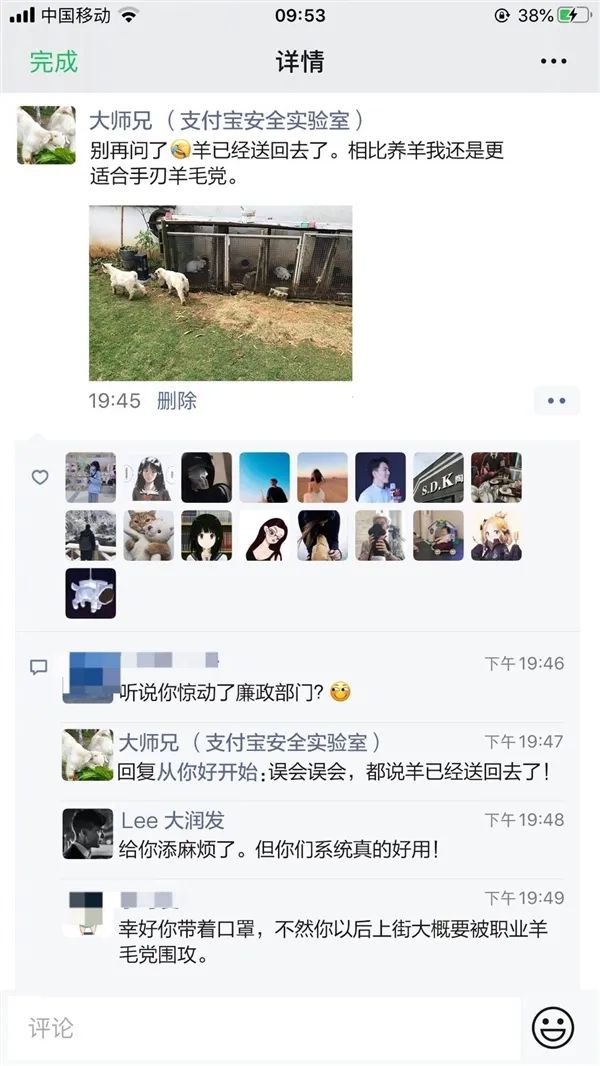 中国移动
09:53
38%
完成
详情
大师兄（支付宝安全实验室）
别再问了🤣羊已经送回去了。相比养羊我还是更
适合手刃羊毛党。
19:45 删除
S.D.K
下午19:46
听说你惊动了廉政部门？🤭
大师兄（支付宝安全实验室）
下午19:47
回复从你好开始:误会误会，都说羊已经送回去了！
Lee 大润发
下午19:48
给你添麻烦了。但你们系统真的好用！
下午19:49
幸好你带着口罩，不然你以后上街大概要被职业羊
毛党围攻。
评论